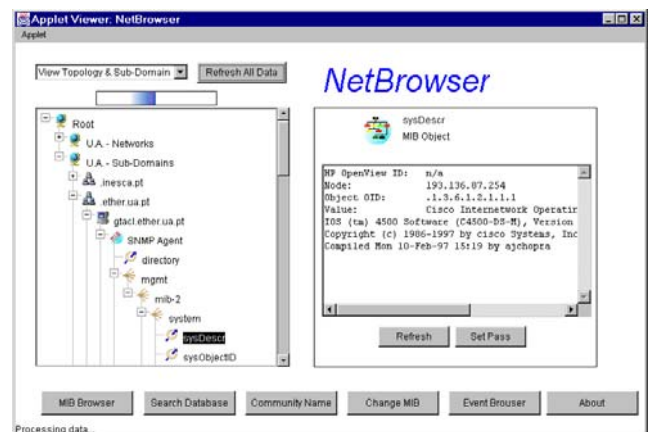 Applet Viewer: NetBrowser
Applet
View Topology & Sub-Domain
Refresh All Data
NetBrowser
Root
U.A. - Networks
U.A. - Sub-Domains
.inesca.pt
.ether.ua.pt
gtacl.ether.ua.pt
SNMP Agent
directory
mgmt
mib-2
system
sysDescr
sysObjectID
sysDescr
MIB Object
HP OpenView ID: n/a
Node: 193.136.87.254
Object OID: .1.3.6.1.2.1.1.1
Value: Cisco Internetwork Operatin
IOS (tm) 4500 Software (C4500-DS-M), Version
Copyright (c) 1986-1997 by cisco Systems, Inc
Compiled Mon 10-Feb-97 15:19 by ajchopra
Refresh
Set Pass
MIB Browser
Search Database
Community Name
Change MIB
Event Brouser
About
Processing data...